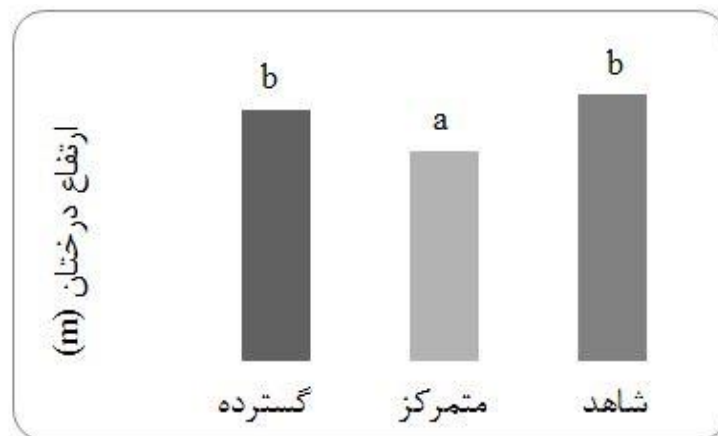 b
a
b
ارتفاع درختان (m)
گسترده
متمرکز
شاهد